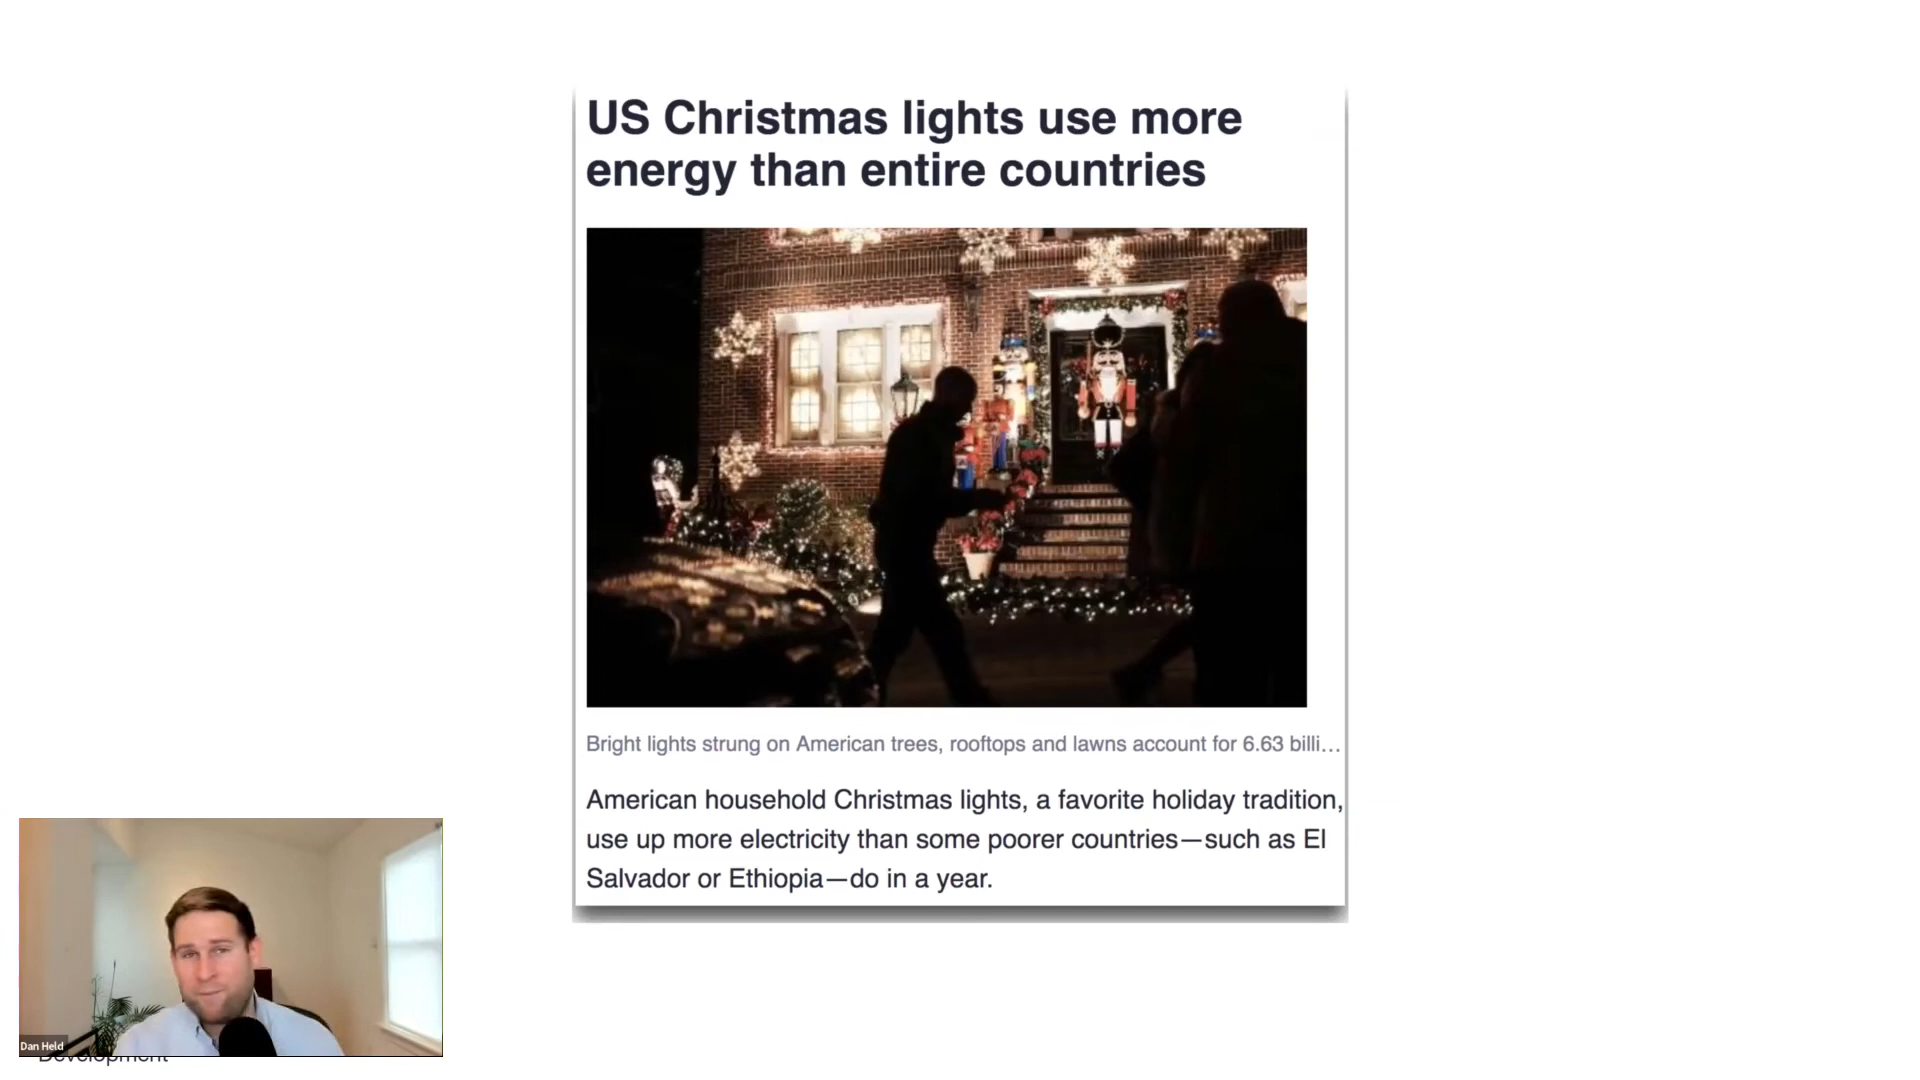 US Christmas lights use more
energy than entire countries
Bright lights strung on American trees, rooftops and lawns account for 6.63 billi…
American household Christmas lights, a favorite holiday tradition,
use up more electricity than some poorer countries—such as El
Salvador or Ethiopia—do in a year.
Dan Held
Development